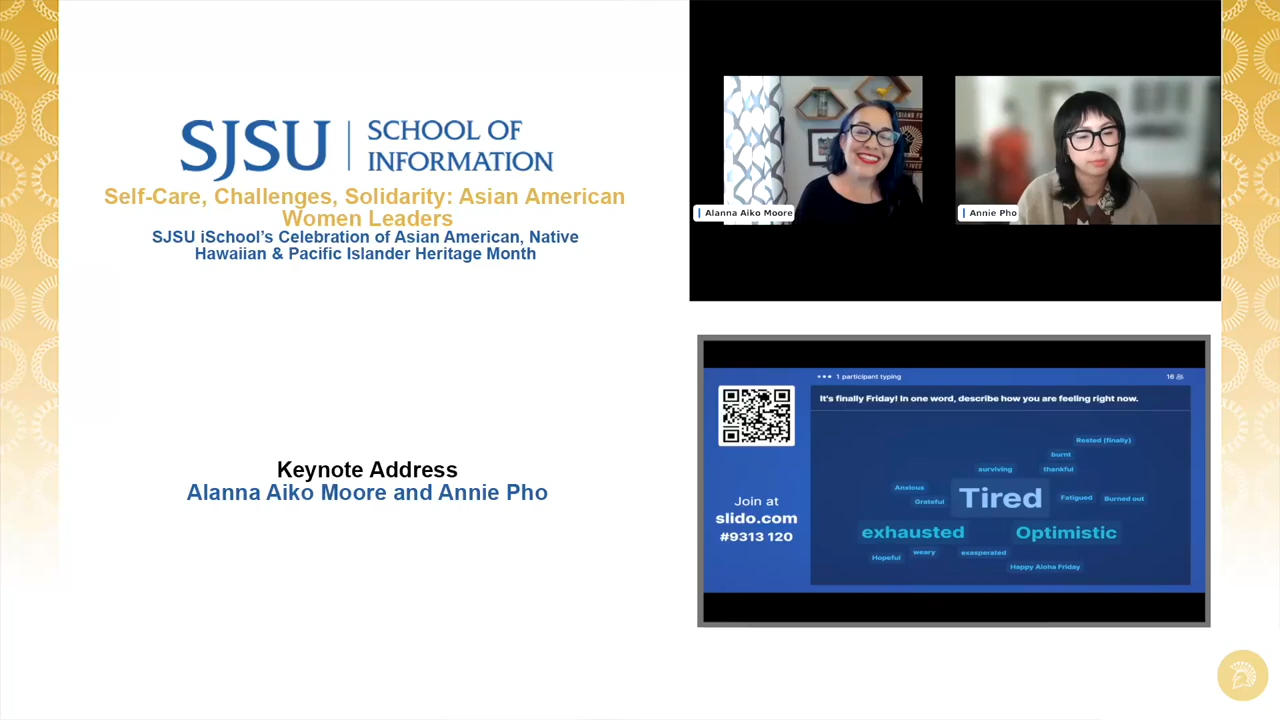 SJSU
SCHOOL OF
INFORMATION
Self-Care, Challenges, Solidarity: Asian American
Women Leaders
SJSU iSchool's Celebration of Asian American, Native
Hawaiian & Pacific Islander Heritage Month
Keynote Address
Alanna Aiko Moore and Annie Pho
Alanna Aiko Moore
Annie Pho
1 participant typing
16
It's finally Friday! In one word, describe how you are feeling right now.
Join at
slido.com
#9313 120
Rested (finally)
burnt
surviving
thankful
Anxious
Grateful
Tired
Fatigued
Burned out
exhausted
Optimistic
Hopeful
weary
exasperated
Happy Aloha Friday